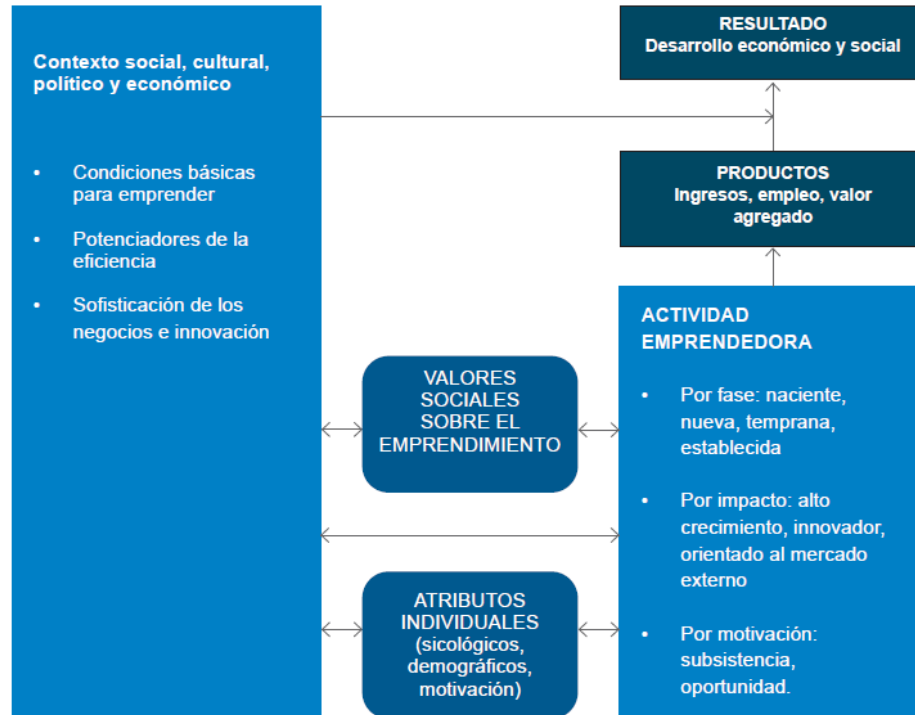 Contexto social, cultural,
político y económico
• Condiciones básicas
para emprender
• Potenciadores de la
eficiencia
• Sofisticación de los
negocios e innovación
RESULTADO
Desarrollo económico y social
PRODUCTOS
Ingresos, empleo, valor
agregado
VALORES
SOCIALES
SOBRE EL
EMPRENDIMIENTO
ATRIBUTOS
INDIVIDUALES
(sicológicos,
demográficos,
motivación)
ACTIVIDAD
EMPRENDEDORA
• Por fase: naciente,
nueva, temprana,
establecida
• Por impacto: alto
crecimiento, innovador,
orientado al mercado
externo
• Por motivación:
subsistencia,
oportunidad.